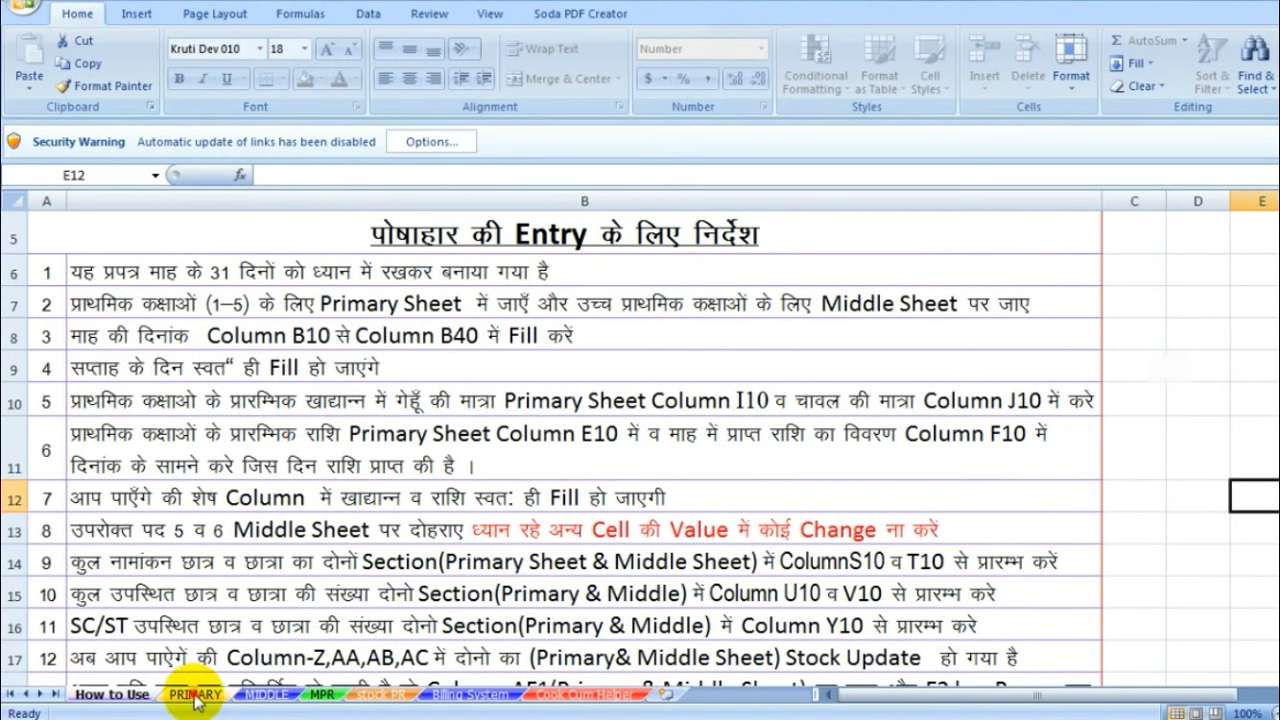 Home Insert Page Layout Formulas Data Review View Soda PDF Creator
Cut
Copy
Format Painter
Paste
Kruti Dev 010 18
B I U
Wrap Text
Merge & Center
Number
$ % ,
Conditional Formatting
Format as Table
Cell Styles
Insert Delete Format
AutoSum
Fill
Clear
Sort & Filter
Find & Select
Clipboard Font Alignment Number Styles Cells Editing
Security Warning Automatic update of links has been disabled Options...
E12 fx
A B C D E
5 पोषाहार की Entry के लिए निर्देश
6 1 यह प्रपत्र माह के 31 दिनों को ध्यान में रखकर बनाया गया है
7 2 प्राथमिक कक्षाओं (1–5) के लिए Primary Sheet में जाएँ और उच्च प्राथमिक कक्षाओं के लिए Middle Sheet पर जाए
8 3 माह की दिनांक Column B10 से Column B40 में Fill करें
9 4 सप्ताह के दिन स्वत“ ही Fill हो जाएंगे
10 5 प्राथमिक कक्षाओ के प्रारम्भिक खाद्यान्न में गेहूँ की मात्रा Primary Sheet Column I10 व चावल की मात्रा Column J10 में करे
11 6 प्राथमिक कक्षाओं के प्रारम्भिक राशि Primary Sheet Column E10 में व माह में प्राप्त राशि का विवरण Column F10 में
दिनांक के सामने करे जिस दिन राशि प्राप्त की है ।
12 7 आप पाएँगे की शेष Column में खाद्यान्न व राशि स्वत: ही Fill हो जाएगी
13 8 उपरोक्त पद 5 व 6 Middle Sheet पर दोहराए ध्यान रहे अन्य Cell की Value में कोई Change ना करें
14 9 कुल नामांकन छात्र व छात्रा का दोनों Section(Primary Sheet & Middle Sheet) में ColumnS10 व T10 से प्रारम्भ करें
15 10 कुल उपस्थित छात्र व छात्रा की संख्या दोनो Section(Primary & Middle) में Column U10 व V10 से प्रारम्भ करे
16 11 SC/ST उपस्थित छात्र व छात्रा की संख्या दोनो Section(Primary & Middle) में Column Y10 से प्रारम्भ करे
17 12 अब आप पाऐगें की Column-Z,AA,AB,AC में दोनो का (Primary& Middle Sheet) Stock Update हो गया है
How to Use PRIMARY MIDDLE MPR stock PR Billing System Cook Cum Helper
Ready 100%